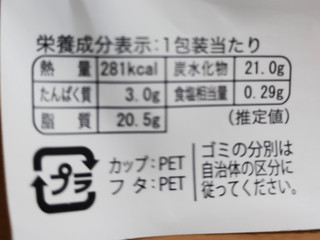 栄養成分表示:1包装当たり
熱量 281kcal 炭水化物 21.0g
たんぱく質 3.0g 食塩相当量 0.29g
脂質 20.5g (推定値)
プラ
カップ:PET
フタ:PET
ゴミの分別は
自治体の区分に
従ってください。